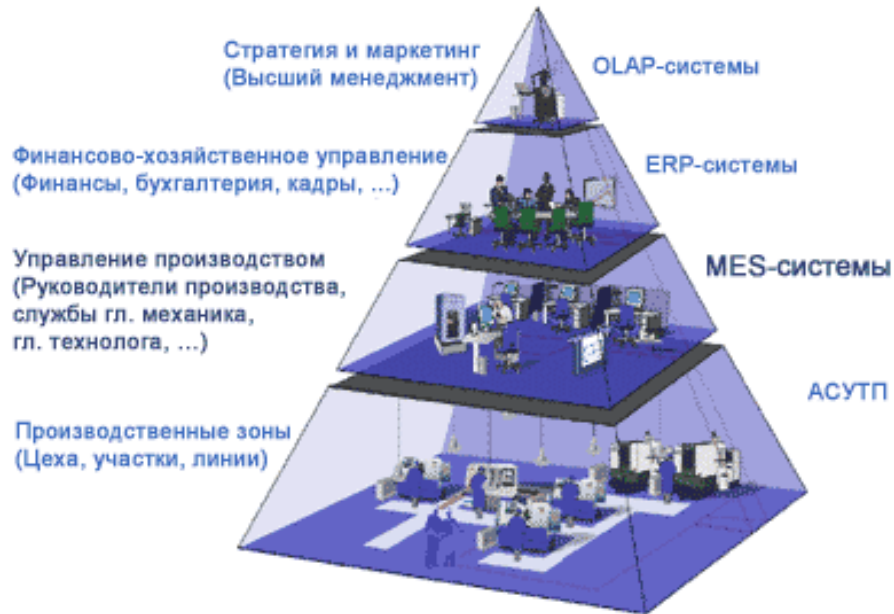 Стратегия и маркетинг
(Высший менеджмент)
OLAP-системы
Финансово-хозяйственное управление
(Финансы, бухгалтерия, кадры, ...)
ERP-системы
Управление производством
(Руководители производства,
службы гл. механика,
гл. технолога, ...)
MES-системы
Производственные зоны
(Цеха, участки, линии)
АСУТП